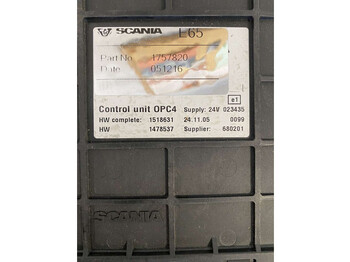 SCANIA E65
Part No. 1757820
Date 051216
e1
Control unit OPC4 Supply: 24V 023435
HW complete: 1518631 24.11.05 0099
HW 1478537 Supplier: 680201
SCANIA